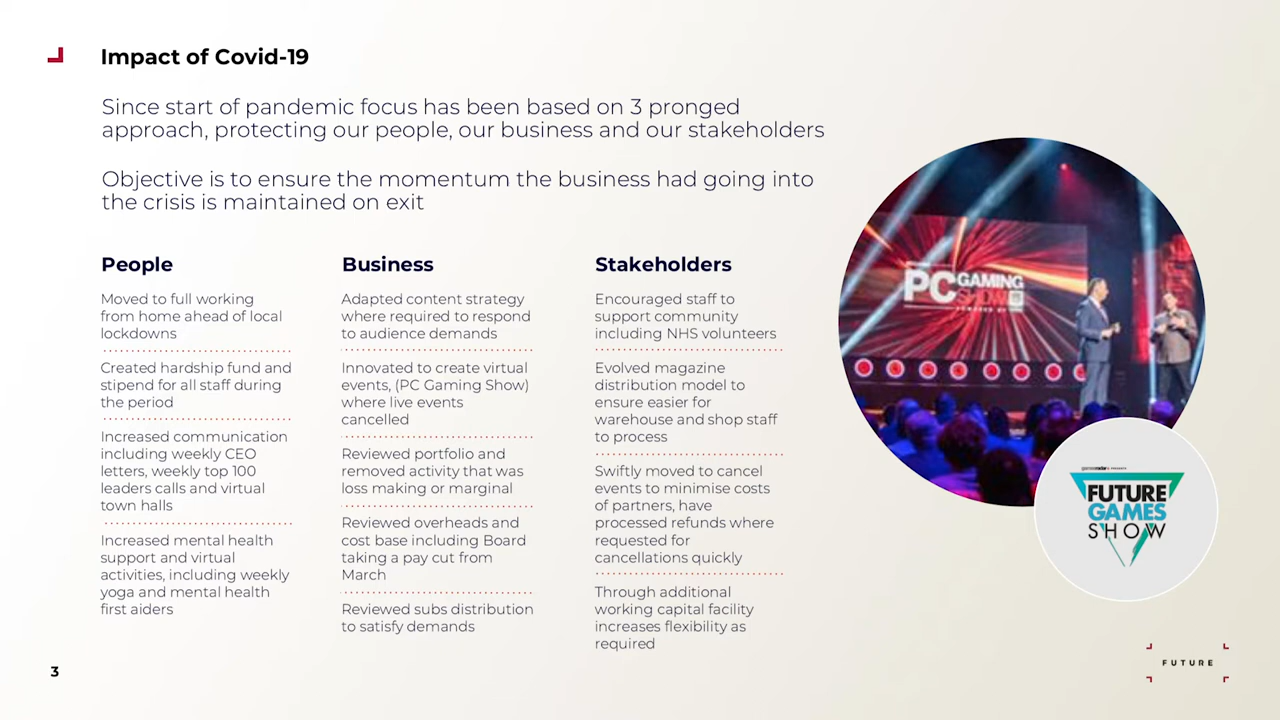 Impact of Covid-19
Since start of pandemic focus has been based on 3 pronged
approach, protecting our people, our business and our stakeholders
Objective is to ensure the momentum the business had going into
the crisis is maintained on exit
People
Moved to full working
from home ahead of local
lockdowns
Created hardship fund and
stipend for all staff during
the period
Increased communication
including weekly CEO
letters, weekly top 100
leaders calls and virtual
town halls
Increased mental health
support and virtual
activities, including weekly
yoga and mental health
first aiders
Business
Adapted content strategy
where required to respond
to audience demands
Innovated to create virtual
events, (PC Gaming Show)
where live events
cancelled
Reviewed portfolio and
removed activity that was
loss making or marginal
Reviewed overheads and
cost base including Board
taking a pay cut from
March
Reviewed subs distribution
to satisfy demands
Stakeholders
Encouraged staff to
support community
including NHS volunteers
Evolved magazine
distribution model to
ensure easier for
warehouse and shop staff
to process
Swiftly moved to cancel
events to minimise costs
of partners, have
processed refunds where
requested for
cancellations quickly
Through additional
working capital facility
increases flexibility as
required
PC GAMING
SHOW
POWERED BY
gamesradar+ PRESENTS
FUTURE
GAMES
SHOW
3
FUTURE